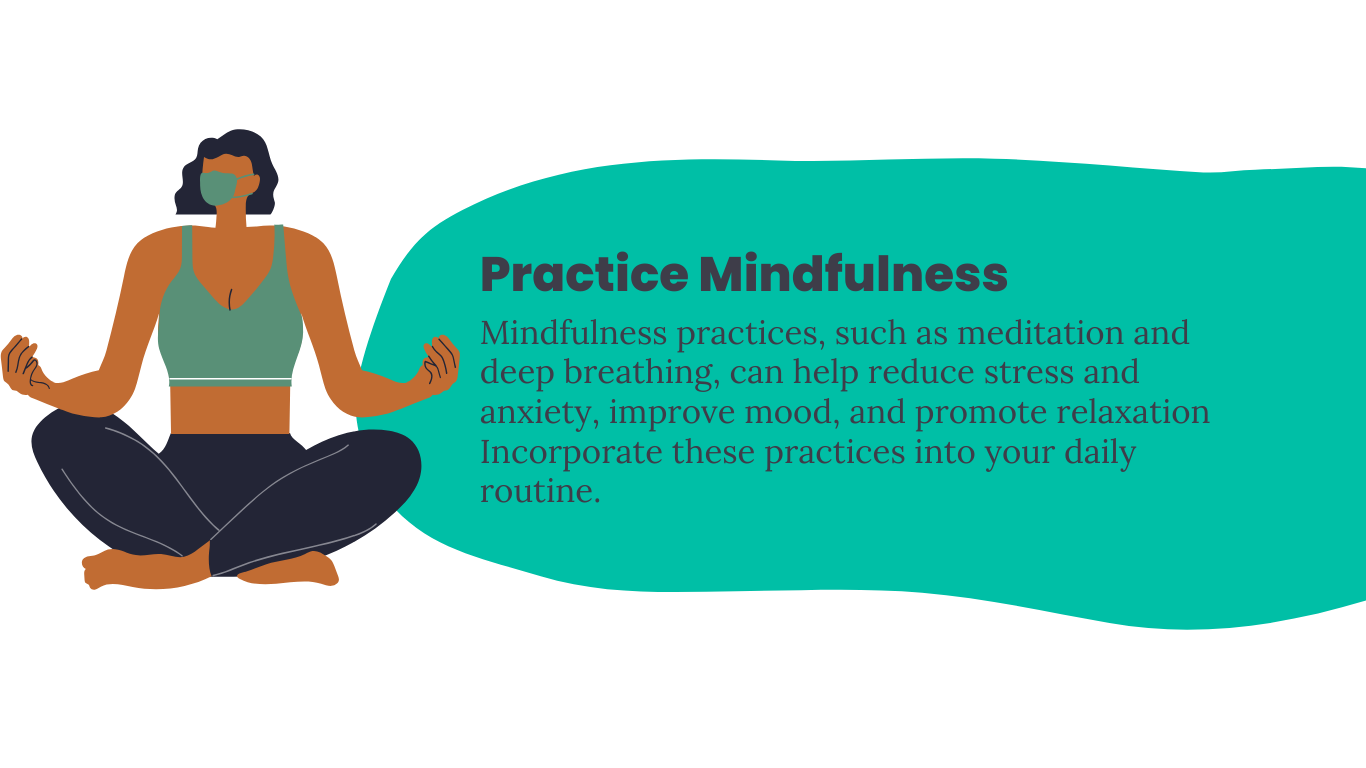 Practice Mindfulness
Mindfulness practices, such as meditation and
deep breathing, can help reduce stress and
anxiety, improve mood, and promote relaxation
Incorporate these practices into your daily
routine.